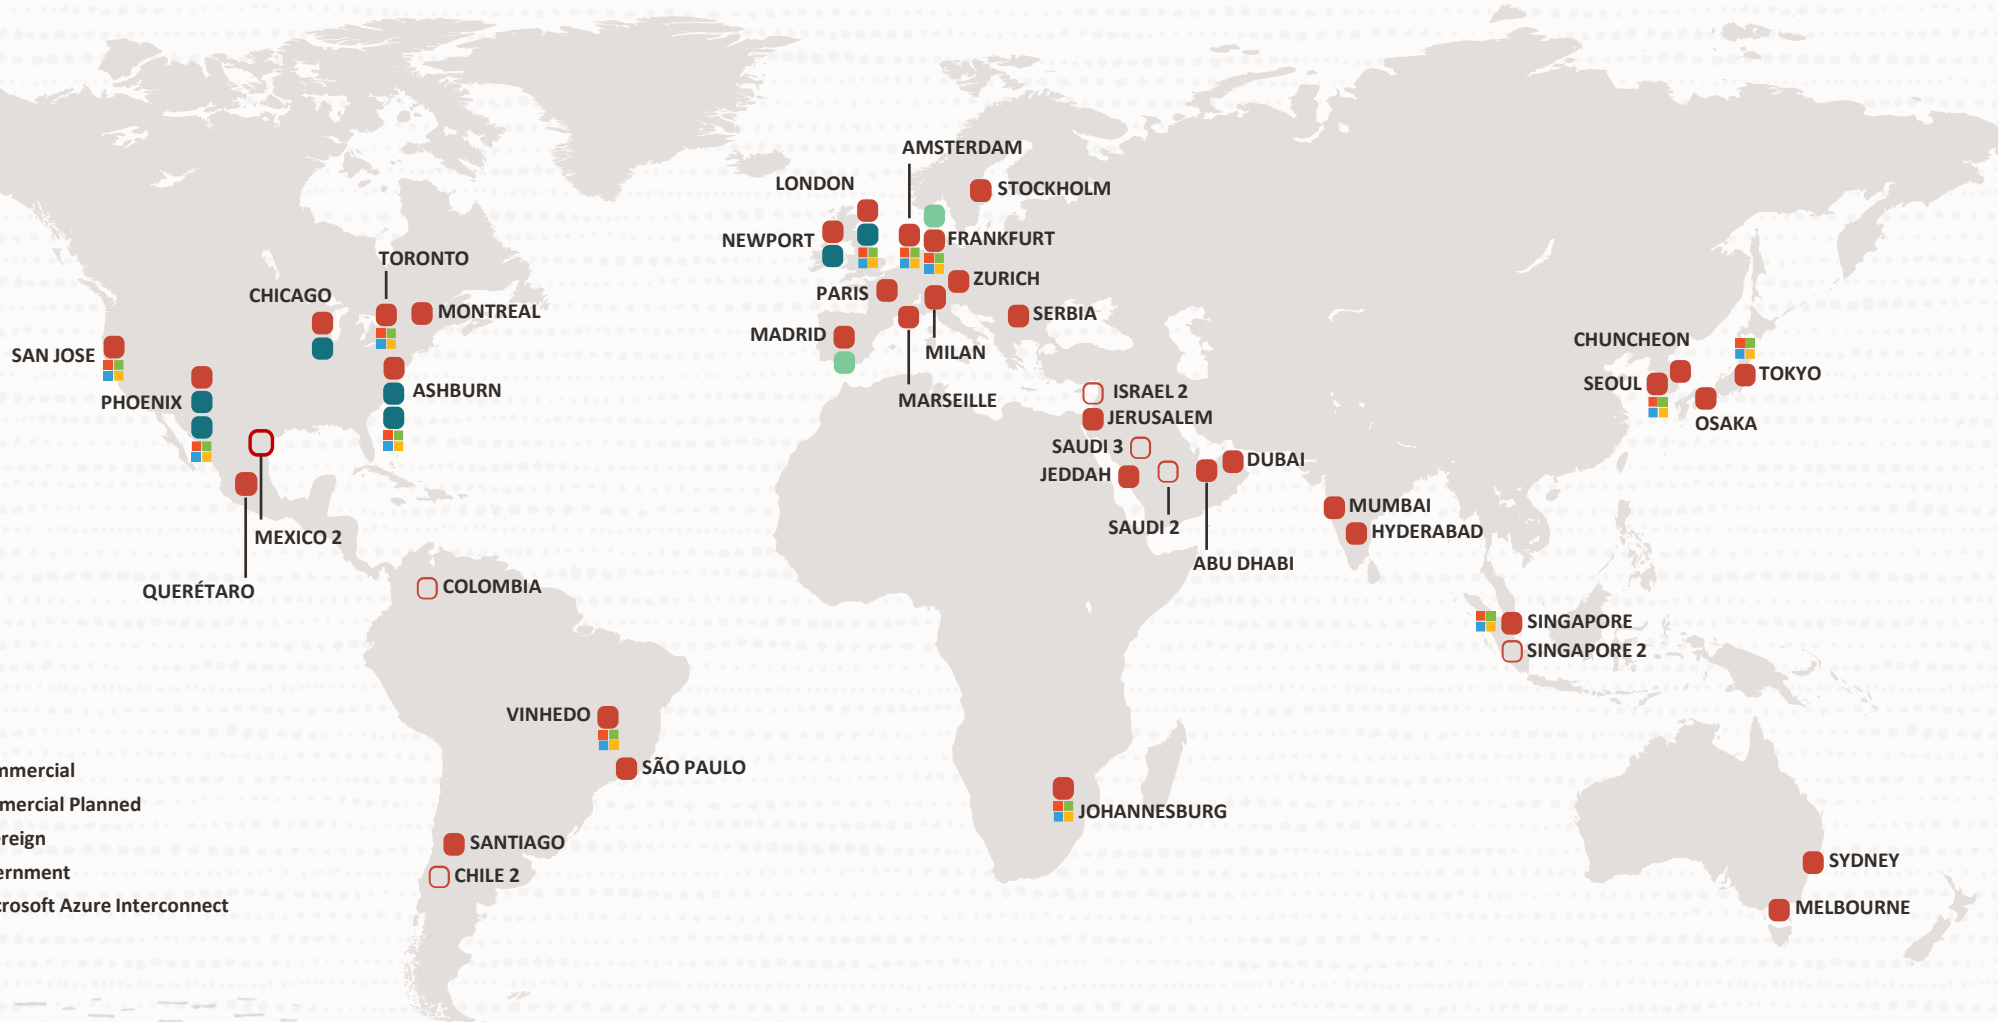 AMSTERDAM
LONDON
STOCKHOLM
NEWPORT
FRANKFURT
TORONTO
ZURICH
CHICAGO
PARIS
MONTREAL
SERBIA
MADRID
CHUNCHEON
SAN JOSE
MILAN
TOKYO
SEOUL
PHOENIX
ASHBURN
ISRAEL 2
MARSEILLE
JERUSALEM
OSAKA
SAUDI 3
DUBAI
JEDDAH
MUMBAI
SAUDI 2
HYDERABAD
MEXICO 2
ABU DHABI
QUERÉTARO
COLOMBIA
SINGAPORE
SINGAPORE 2
VINHEDO
SÃO PAULO
mmercial
mercial Planned
JOHANNESBURG
ereign
SANTIAGO
SYDNEY
ernment
CHILE 2
crosoft Azure Interconnect
MELBOURNE